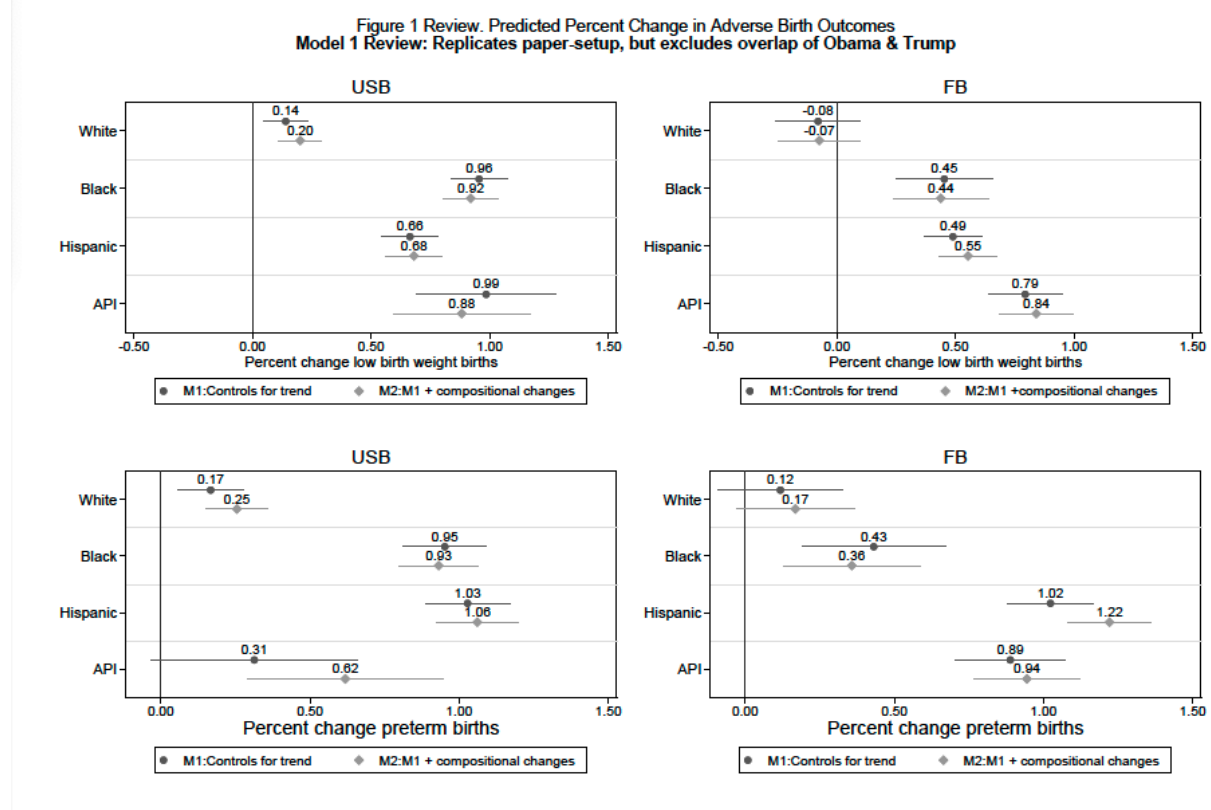 Figure 1 Review. Predicted Percent Change in Adverse Birth Outcomes
Model 1 Review: Replicates paper-setup, but excludes overlap of Obama & Trump
USB
White
0.14
0.20
Black
0.96
0.92
Hispanic
0.66
0.68
API
0.99
0.88
-0.50 0.00 0.50 1.00 1.50
Percent change low birth weight births
M1:Controls for trend M2:M1 + compositional changes
FB
White
-0.08
-0.07
Black
0.45
0.44
Hispanic
0.49
0.55
API
0.79
0.84
-0.50 0.00 0.50 1.00 1.50
Percent change low birth weight births
M1:Controls for trend M2:M1 +compositional changes
USB
White
0.17
0.25
Black
0.95
0.93
Hispanic
1.03
1.06
API
0.31
0.62
0.00 0.50 1.00 1.50
Percent change preterm births
M1:Controls for trend M2:M1 + compositional changes
FB
White
0.12
0.17
Black
0.43
0.36
Hispanic
1.02
1.22
API
0.89
0.94
0.00 0.50 1.00 1.50
Percent change preterm births
M1:Controls for trend M2:M1 + compositional changes